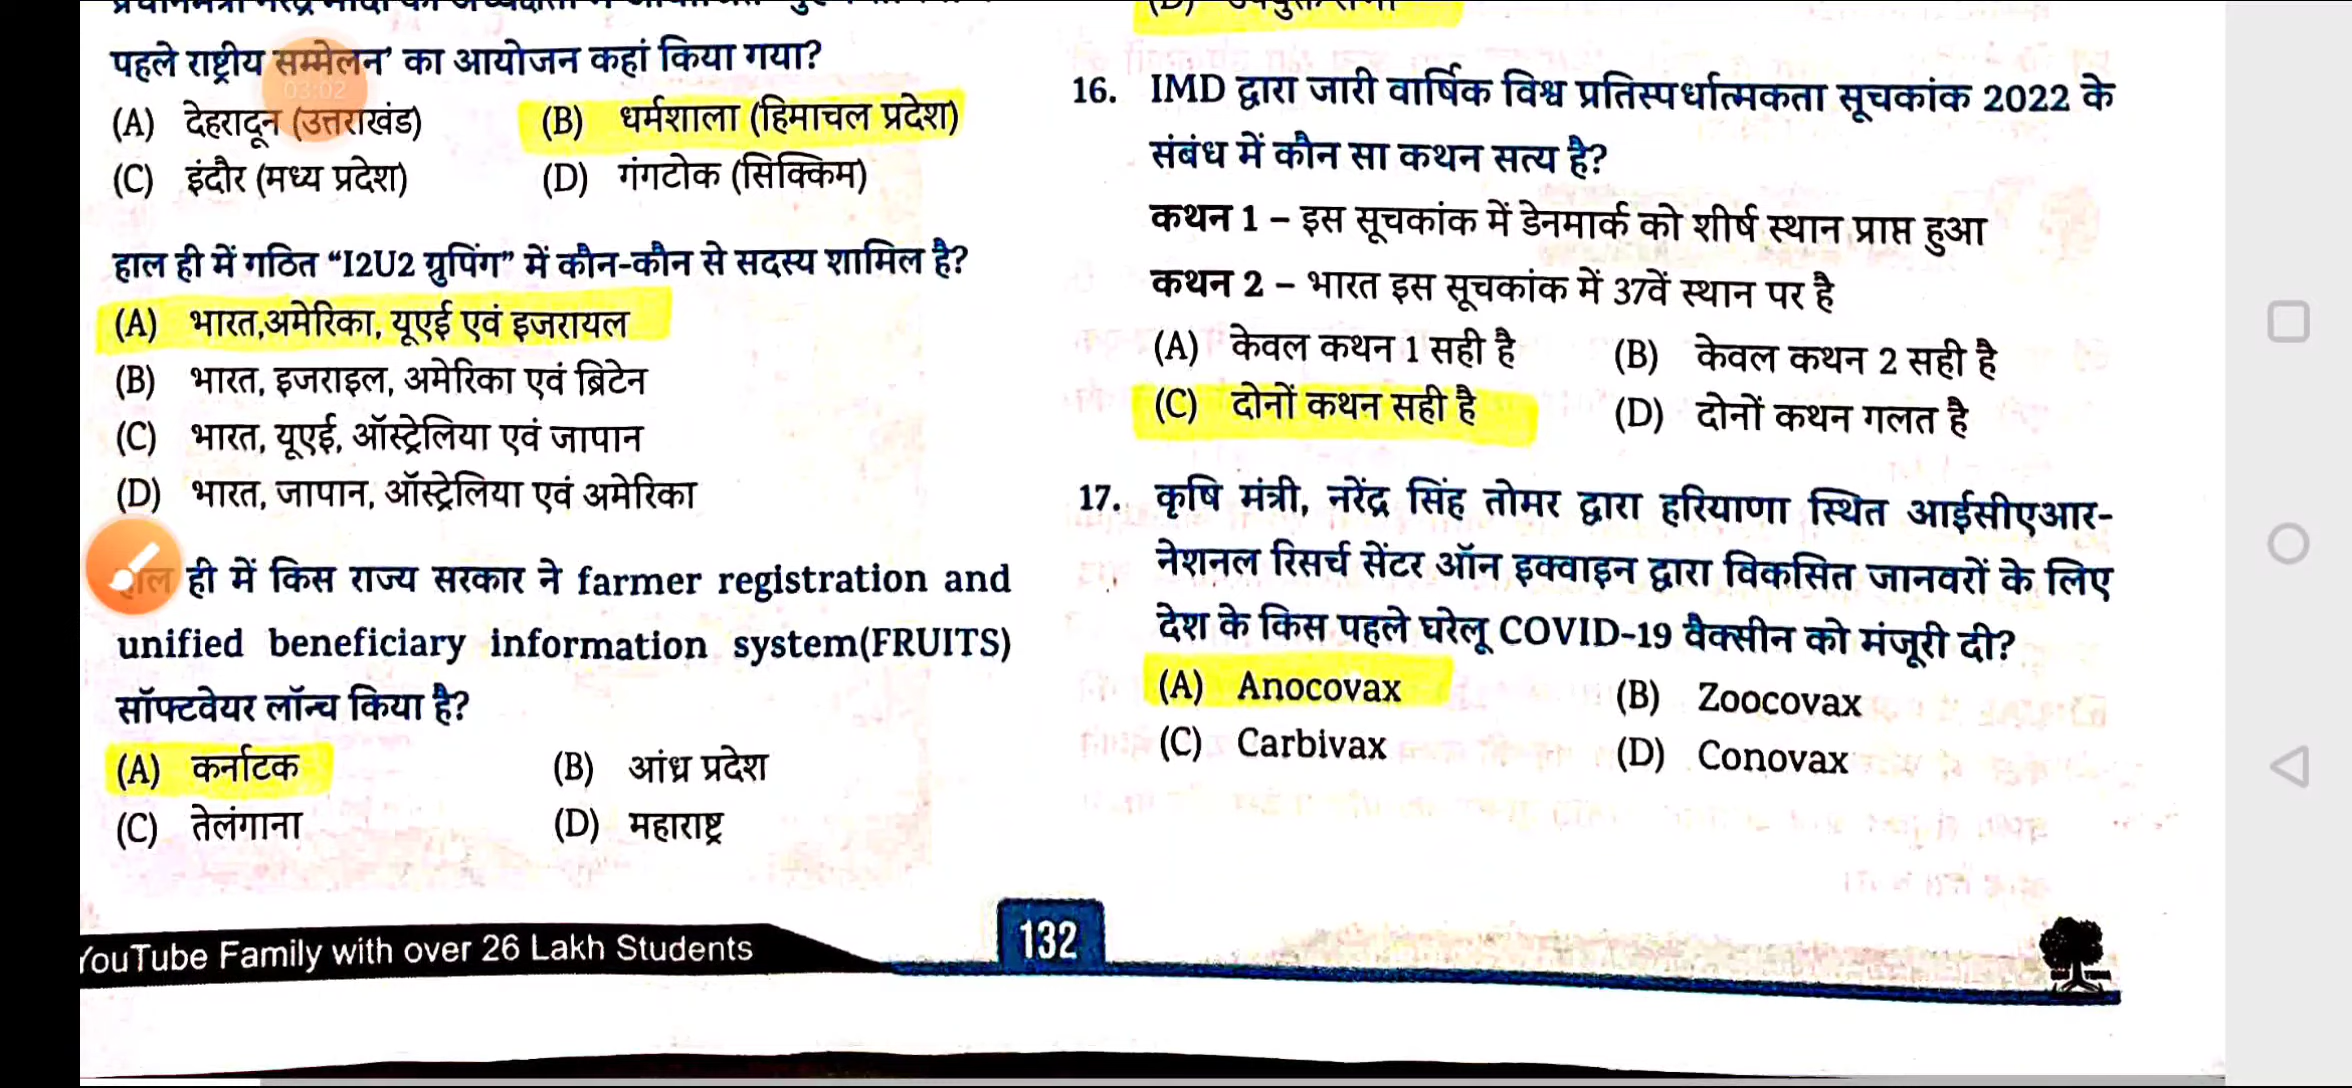 पहले राष्ट्रीय सम्मेलन’ का आयोजन कहां किया गया?
03:02
(A) देहरादून (उत्तराखंड) (B) धर्मशाला (हिमाचल प्रदेश)
(C) इंदौर (मध्य प्रदेश) (D) गंगटोक (सिक्किम)
हाल ही में गठित “I2U2 ग्रुपिंग” में कौन-कौन से सदस्य शामिल है?
(A) भारत,अमेरिका, यूएई एवं इजरायल
(B) भारत, इजराइल, अमेरिका एवं ब्रिटेन
(C) भारत, यूएई, ऑस्ट्रेलिया एवं जापान
(D) भारत, जापान, ऑस्ट्रेलिया एवं अमेरिका
ही में किस राज्य सरकार ने farmer registration and
unified beneficiary information system(FRUITS)
सॉफ्टवेयर लॉन्च किया है?
(A) कर्नाटक (B) आंध्र प्रदेश
(C) तेलंगाना (D) महाराष्ट्र
16. IMD द्वारा जारी वार्षिक विश्व प्रतिस्पर्धात्मकता सूचकांक 2022 के
संबंध में कौन सा कथन सत्य है?
कथन 1 – इस सूचकांक में डेनमार्क को शीर्ष स्थान प्राप्त हुआ
कथन 2 – भारत इस सूचकांक में 37वें स्थान पर है
(A) केवल कथन 1 सही है (B) केवल कथन 2 सही है
(C) दोनों कथन सही है (D) दोनों कथन गलत है
17. कृषि मंत्री, नरेंद्र सिंह तोमर द्वारा हरियाणा स्थित आईसीएआर-
नेशनल रिसर्च सेंटर ऑन इक्वाइन द्वारा विकसित जानवरों के लिए
देश के किस पहले घरेलू COVID-19 वैक्सीन को मंजूरी दी?
(A) Anocovax (B) Zoocovax
(C) Carbivax (D) Conovax
YouTube Family with over 26 Lakh Students
132